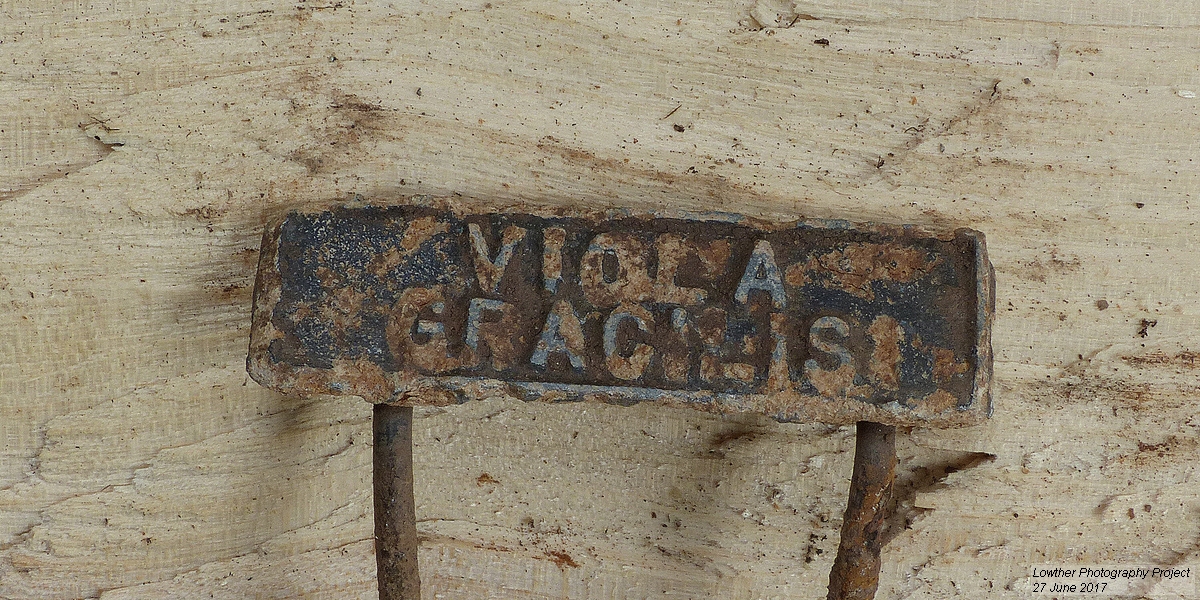 VIOLA
GRACILIS
Lowther Photography Project
27 June 2017